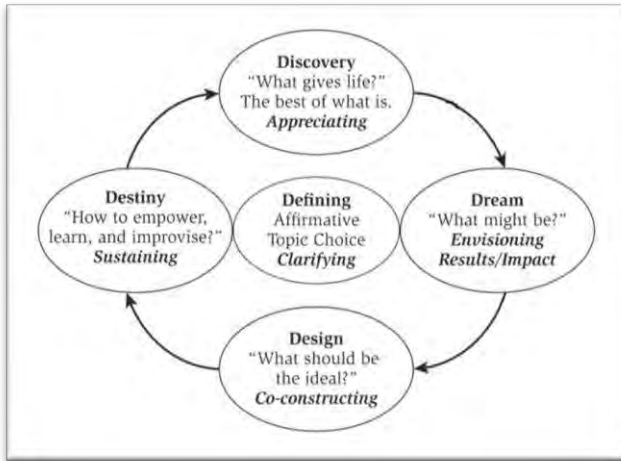 Discovery
“What gives life?”
The best of what is.
Appreciating
Destiny
“How to empower,
learn, and improvise?”
Sustaining
Defining
Affirmative
Topic Choice
Clarifying
Dream
“What might be?”
Envisioning
Results/Impact
Design
“What should be
the ideal?”
Co-constructing